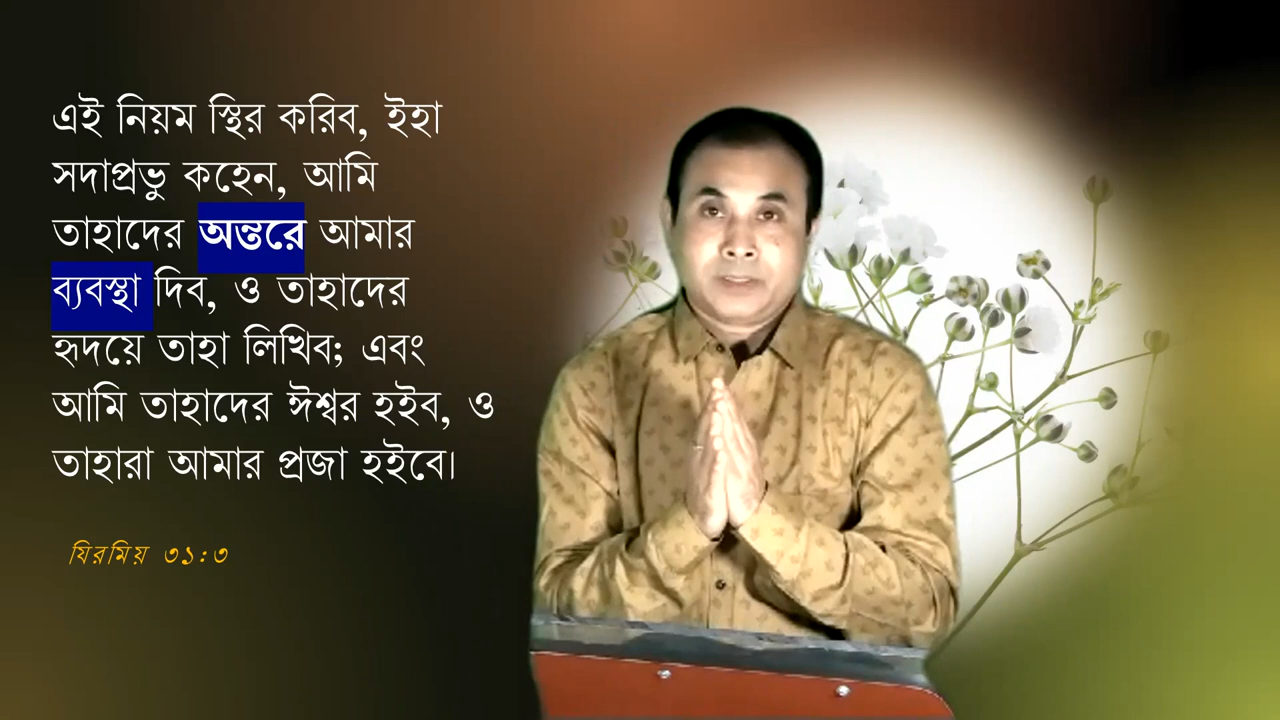 এই নিয়ম স্থির করিব, ইহা
সদাপ্রভু কহেন, আমি
তাহাদের অন্তরে আমার
ব্যবস্থা দিব, ও তাহাদের
হৃদয়ে তাহা লিখিব; এবং
আমি তাহাদের ঈশ্বর হইব, ও
তাহারা আমার প্রজা হইবে।
যিরমিয় ৩১:৩